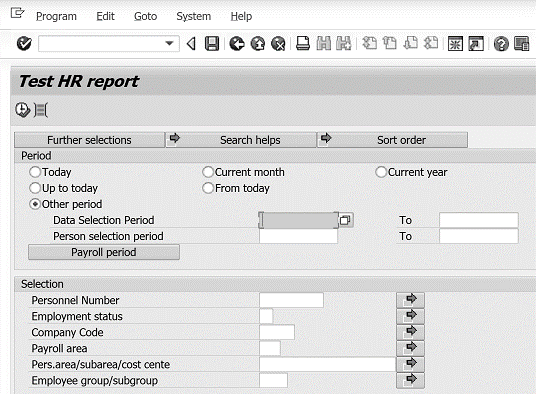 Program Edit Goto System Help
Test HR report
Further selections Search helps Sort order
Period
Today Current month Current year
Up to today From today
Other period
Data Selection Period To
Person selection period To
Payroll period
Selection
Personnel Number
Employment status
Company Code
Payroll area
Pers.area/subarea/cost cente
Employee group/subgroup